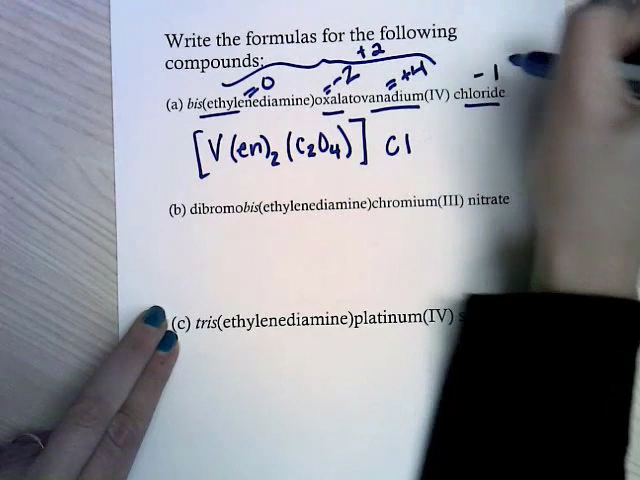 Write the formulas for the following
compounds:
+2
=0 =-2 =+4 -1
(a) bis(ethylenediamine)oxalatovanadium(IV) chloride
[V(en)₂(C₂O₄)] Cl
(b) dibromobis(ethylenediamine)chromium(III) nitrate
(c) tris(ethylenediamine)platinum(IV)